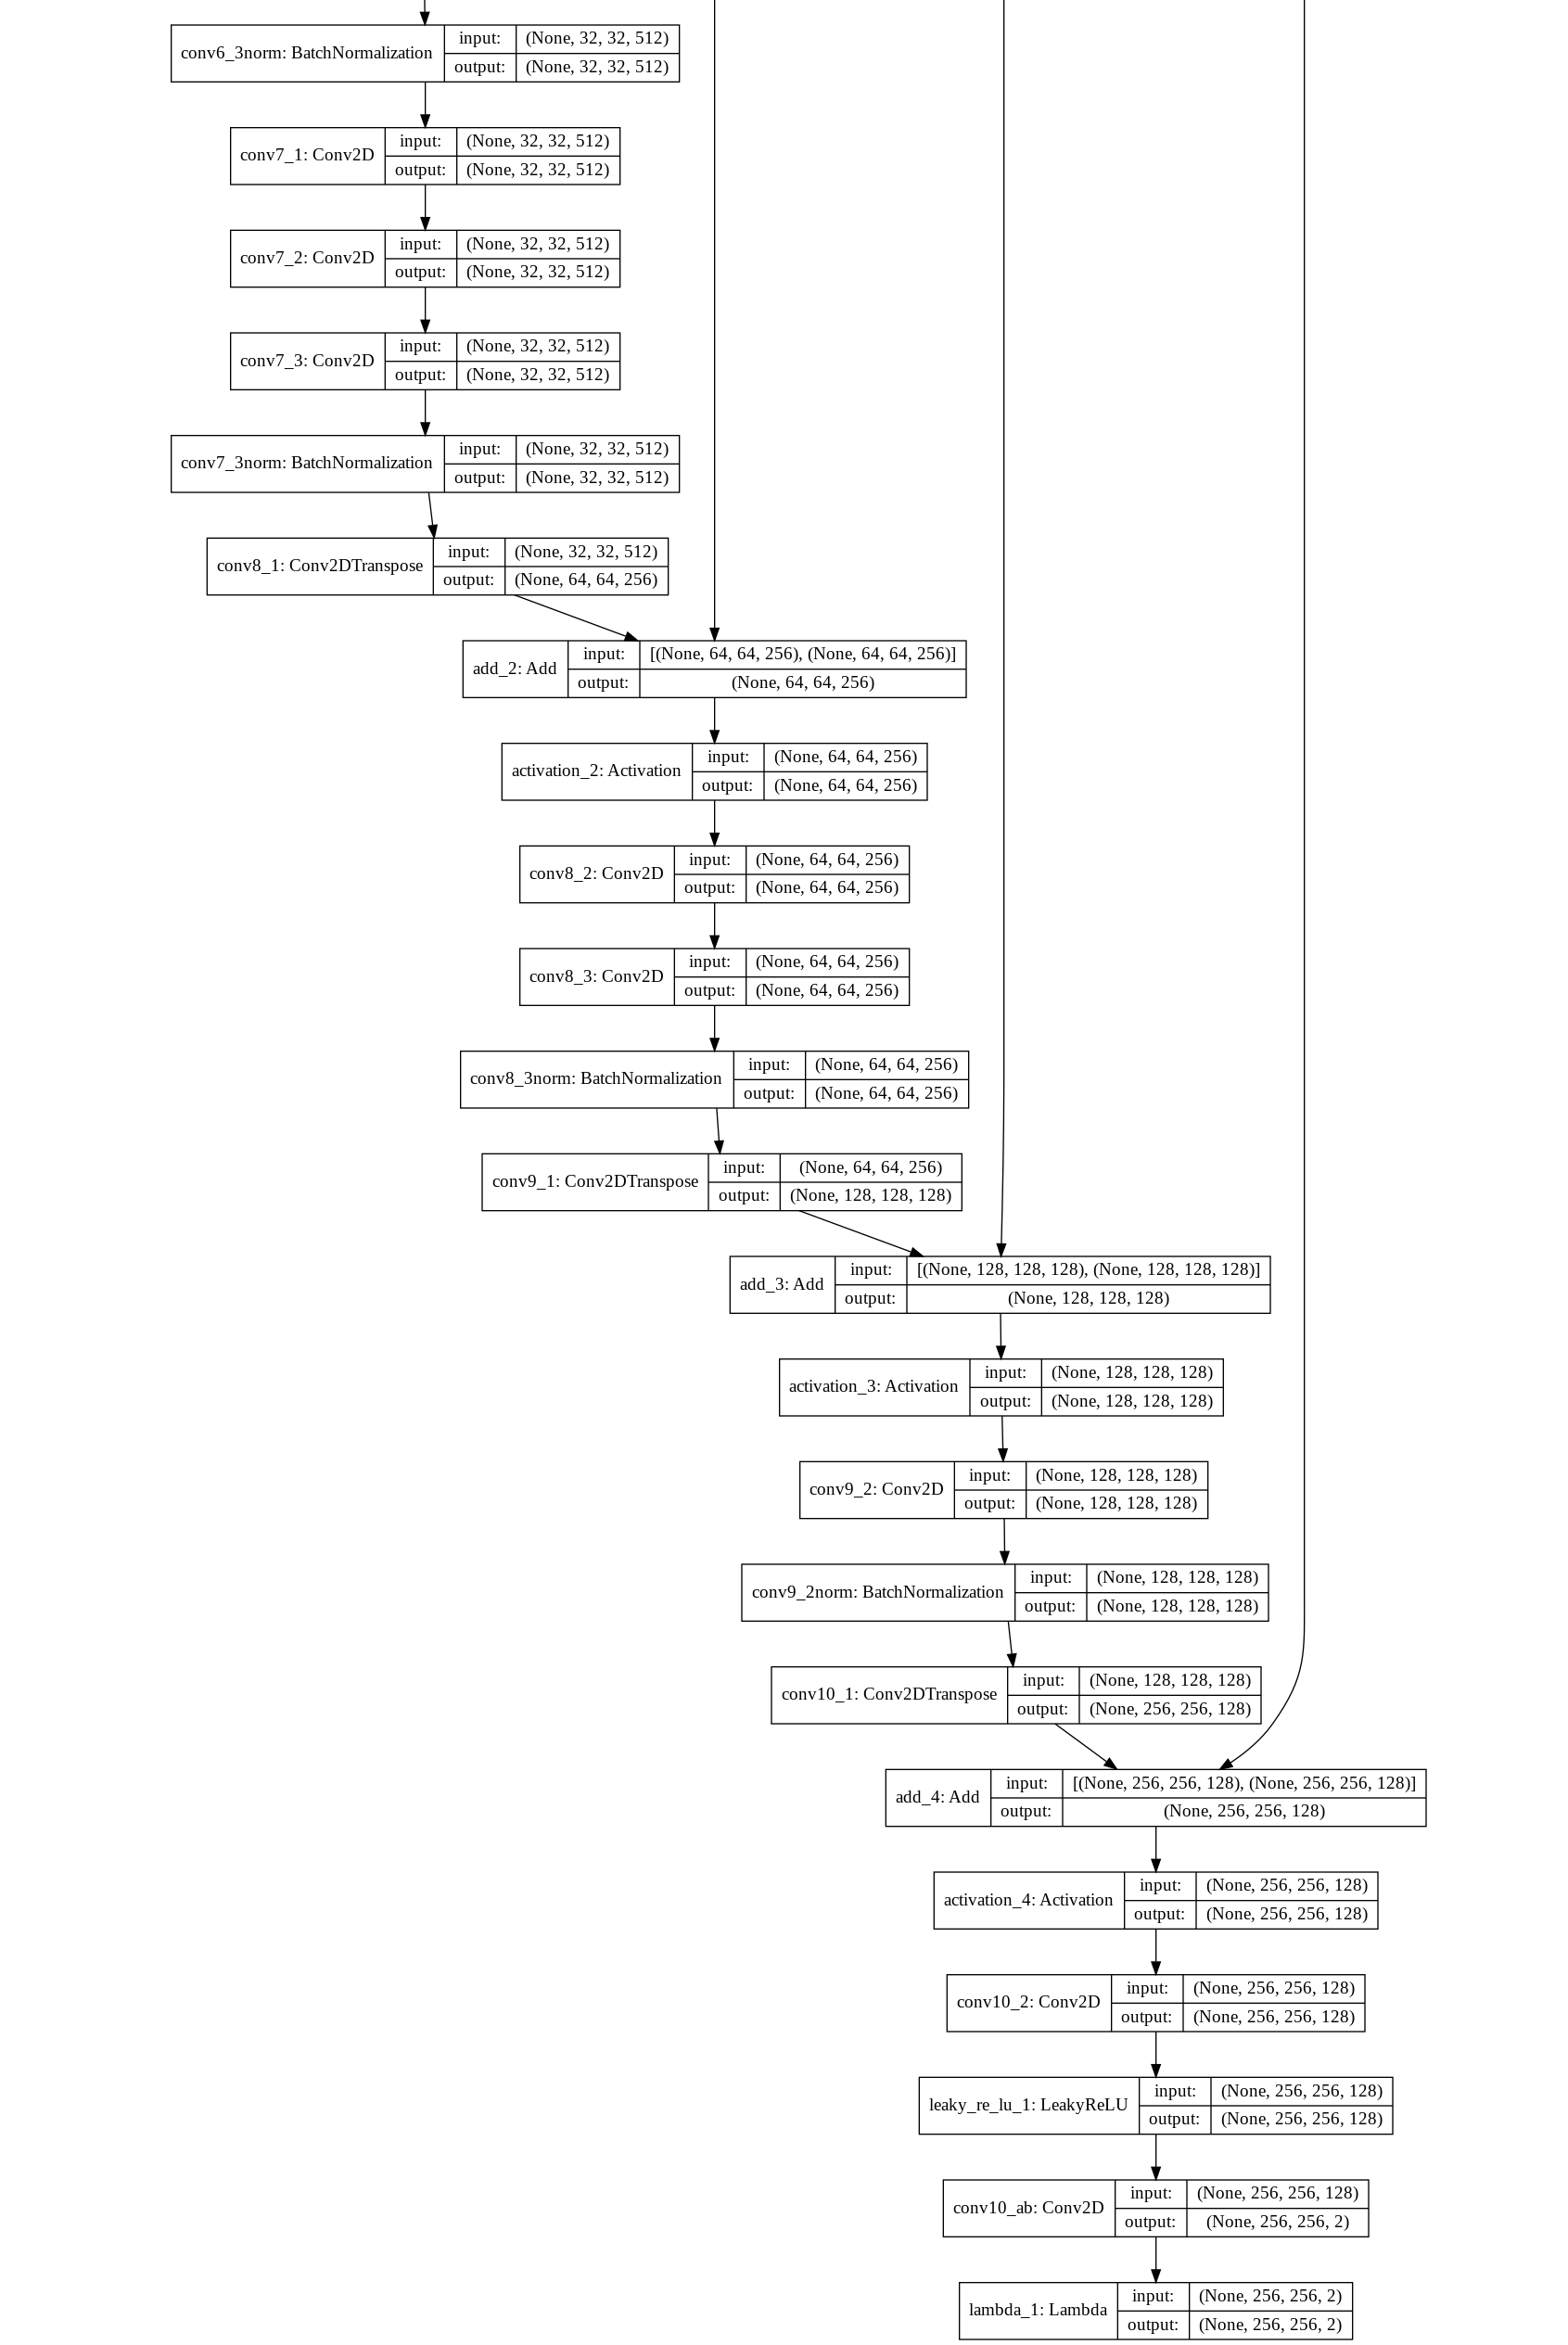 conv6_3norm: BatchNormalization input: (None, 32, 32, 512)
output: (None, 32, 32, 512)
conv7_1: Conv2D input: (None, 32, 32, 512)
output: (None, 32, 32, 512)
conv7_2: Conv2D input: (None, 32, 32, 512)
output: (None, 32, 32, 512)
conv7_3: Conv2D input: (None, 32, 32, 512)
output: (None, 32, 32, 512)
conv7_3norm: BatchNormalization input: (None, 32, 32, 512)
output: (None, 32, 32, 512)
conv8_1: Conv2DTranspose input: (None, 32, 32, 512)
output: (None, 64, 64, 256)
add_2: Add input: [(None, 64, 64, 256), (None, 64, 64, 256)]
output: (None, 64, 64, 256)
activation_2: Activation input: (None, 64, 64, 256)
output: (None, 64, 64, 256)
conv8_2: Conv2D input: (None, 64, 64, 256)
output: (None, 64, 64, 256)
conv8_3: Conv2D input: (None, 64, 64, 256)
output: (None, 64, 64, 256)
conv8_3norm: BatchNormalization input: (None, 64, 64, 256)
output: (None, 64, 64, 256)
conv9_1: Conv2DTranspose input: (None, 64, 64, 256)
output: (None, 128, 128, 128)
add_3: Add input: [(None, 128, 128, 128), (None, 128, 128, 128)]
output: (None, 128, 128, 128)
activation_3: Activation input: (None, 128, 128, 128)
output: (None, 128, 128, 128)
conv9_2: Conv2D input: (None, 128, 128, 128)
output: (None, 128, 128, 128)
conv9_2norm: BatchNormalization input: (None, 128, 128, 128)
output: (None, 128, 128, 128)
conv10_1: Conv2DTranspose input: (None, 128, 128, 128)
output: (None, 256, 256, 128)
add_4: Add input: [(None, 256, 256, 128), (None, 256, 256, 128)]
output: (None, 256, 256, 128)
activation_4: Activation input: (None, 256, 256, 128)
output: (None, 256, 256, 128)
conv10_2: Conv2D input: (None, 256, 256, 128)
output: (None, 256, 256, 128)
leaky_re_lu_1: LeakyReLU input: (None, 256, 256, 128)
output: (None, 256, 256, 128)
conv10_ab: Conv2D input: (None, 256, 256, 128)
output: (None, 256, 256, 2)
lambda_1: Lambda input: (None, 256, 256, 2)
output: (None, 256, 256, 2)